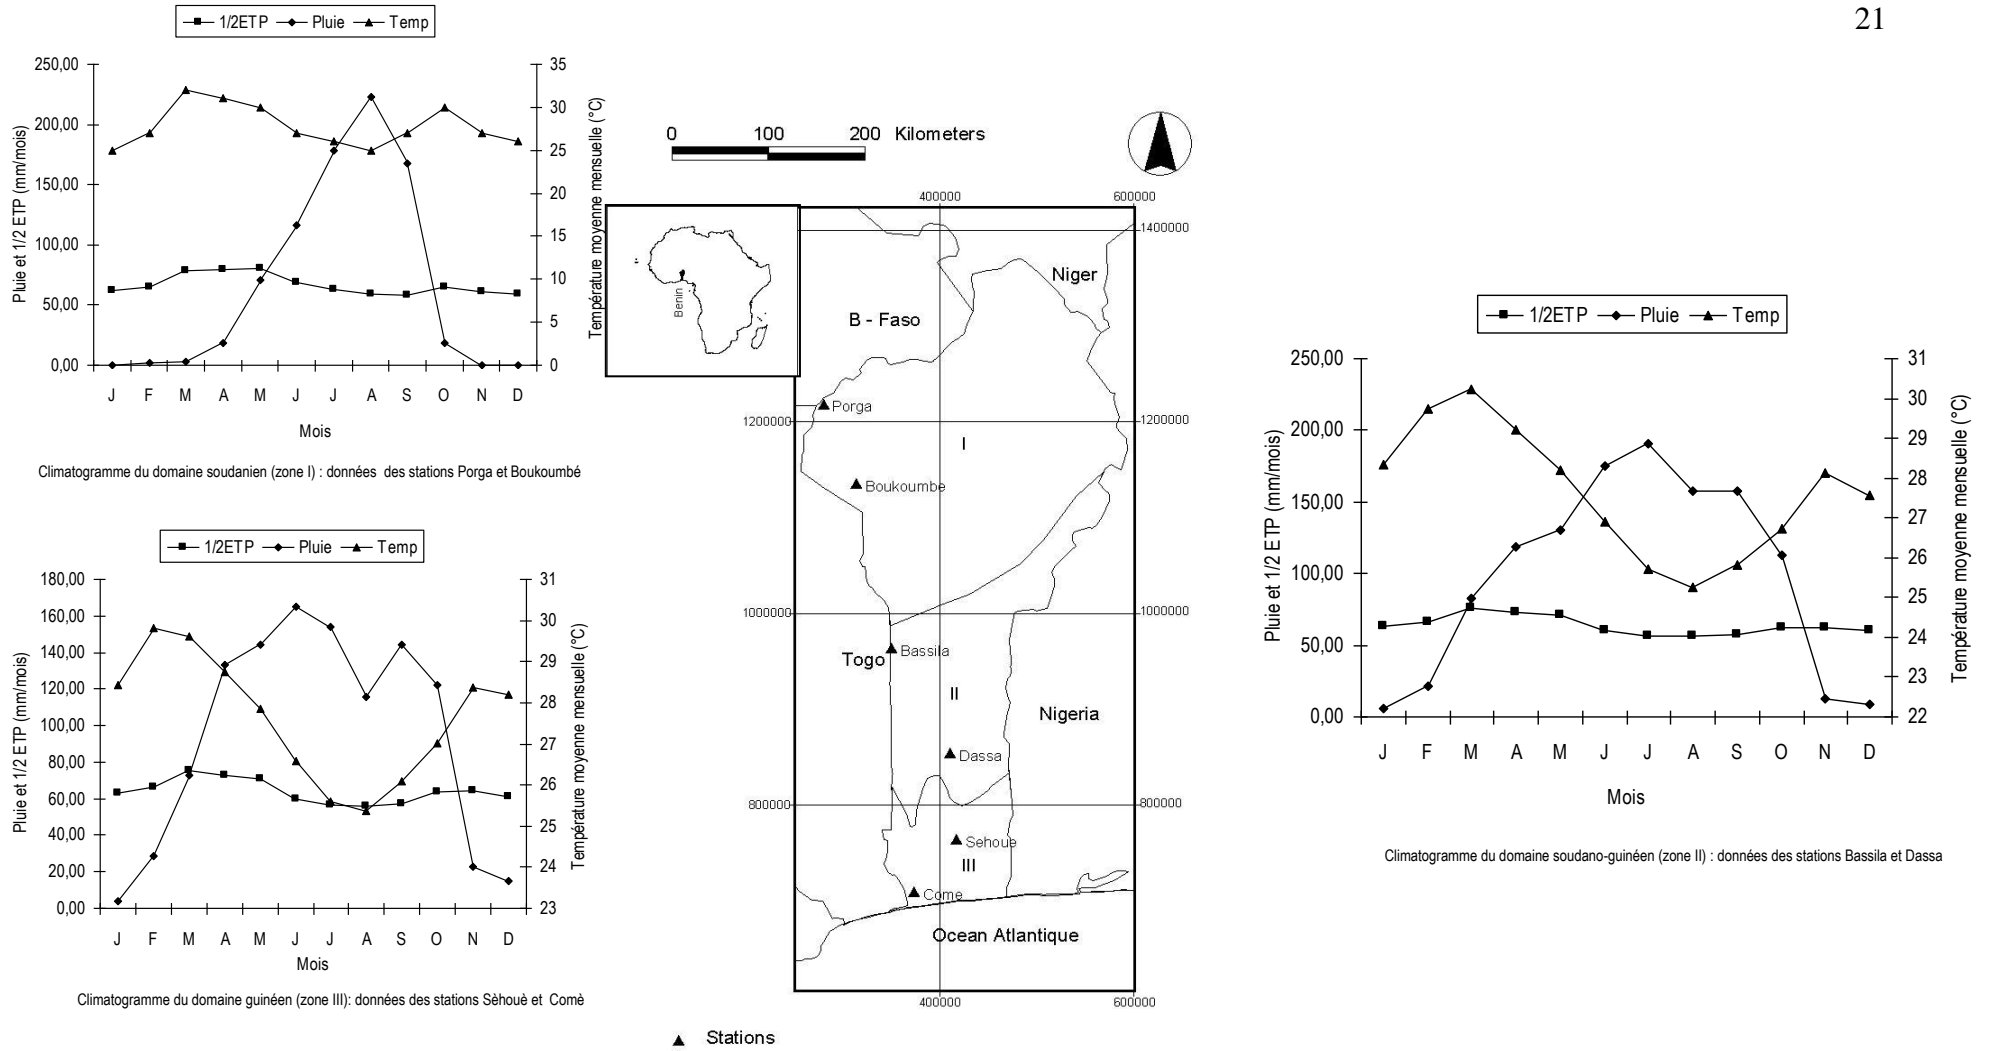 21
1/2ETP Pluie Temp
250,00
200,00
150,00
100,00
50,00
0,00
35
30
25
20
15
10
5
0
Pluie et 1/2 ETP (mm/mois)
Température moyenne mensuelle (°C)
J F M A M J J A S O N D
Mois
Climatogramme du domaine soudanien (zone I) : données des stations Porga et Boukoumbé
1/2ETP Pluie Temp
180,00
160,00
140,00
120,00
100,00
80,00
60,00
40,00
20,00
0,00
31
30
29
28
27
26
25
24
23
Pluie et 1/2 ETP (mm/mois)
Température moyenne mensuelle (°C)
J F M A M J J A S O N D
Mois
Climatogramme du domaine guinéen (zone III): données des stations Sèhouè et Comè
0 100 200 Kilometers
400000 600000
1400000
Benin
Niger
B - Faso
Porga
1200000 1200000
I
Boukoumbe
1000000 1000000
Togo
Bassila
II
Nigeria
Dassa
800000 800000
Sehoue
III
Come
Ocean Atlantique
400000 600000
Stations
1/2ETP Pluie Temp
250,00
200,00
150,00
100,00
50,00
0,00
31
30
29
28
27
26
25
24
23
22
Pluie et 1/2 ETP (mm/mois)
Température moyenne mensuelle (°C)
J F M A M J J A S O N D
Mois
Climatogramme du domaine soudano-guinéen (zone II) : données des stations Bassila et Dassa